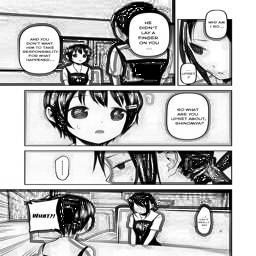 WHY AM
I SO...
UPSET?
HE
DIDN'T
LAY A
FINGER
ON YOU
...
AND YOU
DON'T WANT
HIM TO TAKE
RESPONSIBILITY
FOR WHAT
HAPPENED...
SO WHAT
ARE YOU
UPSET ABOUT,
SHINOMIYA?
?
.......
WHAT?!